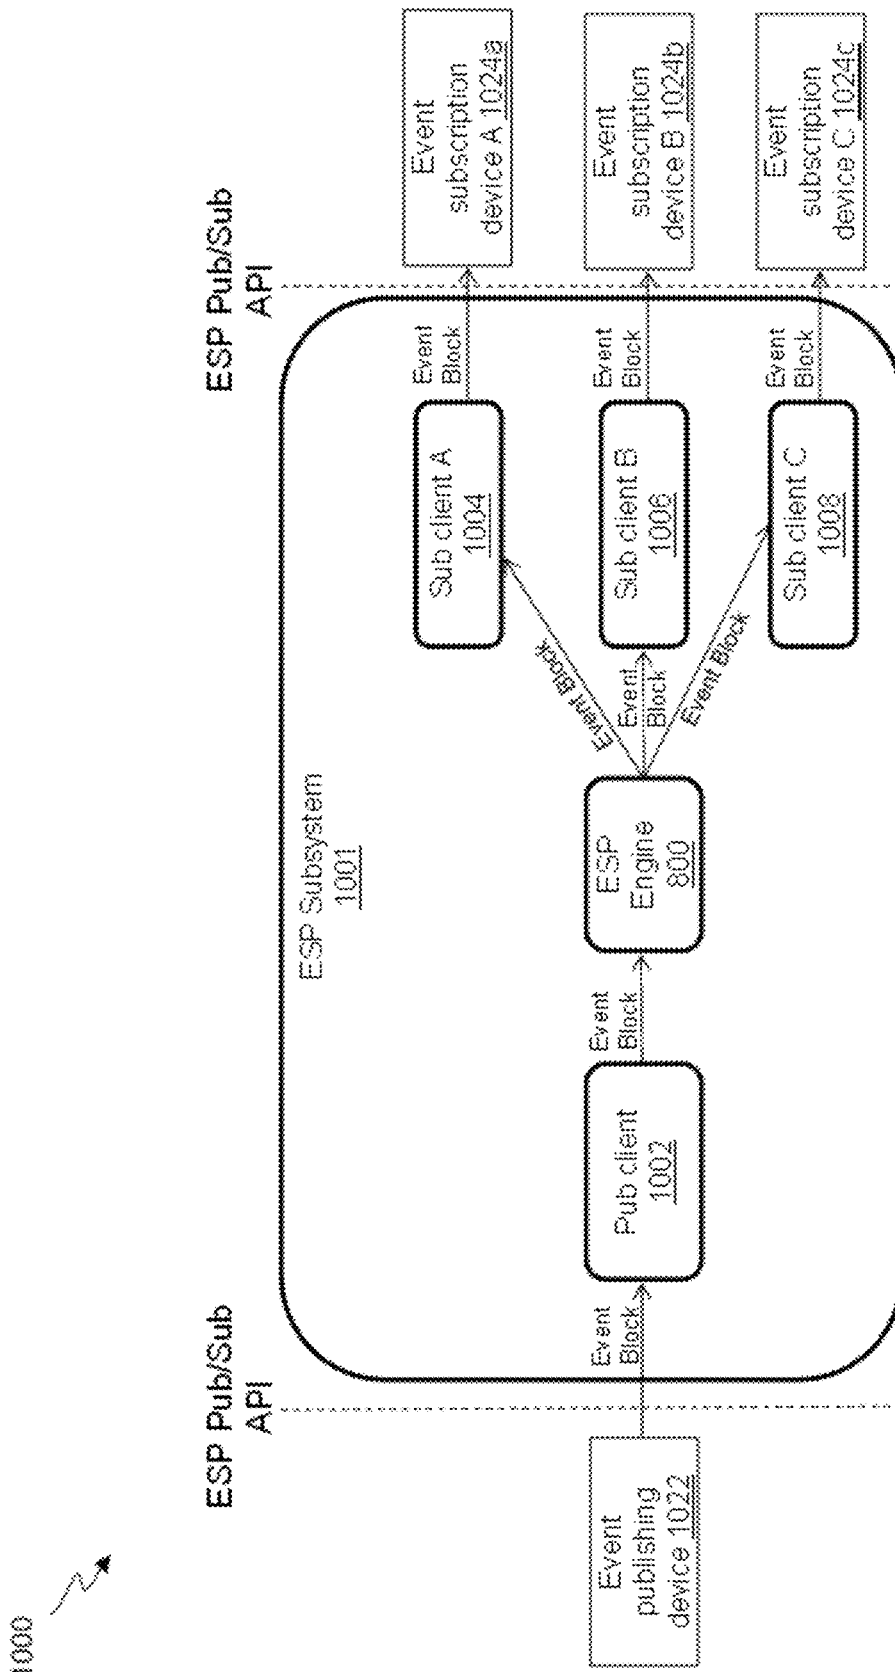 1000
ESP Pub/Sub
API
ESP Pub/Sub
API
ESP Subsystem
1001
Event
publishing
device 1022
Event
Block
Pub client
1002
Event
Block
ESP
Engine
800
Event Block
Event
Block
Event Block
Sub client A
1004
Sub client B
1006
Sub client C
1008
Event
Block
Event
Block
Event
Block
Event
subscription
device A 1024a
Event
subscription
device B 1024b
Event
subscription
device C 1024c